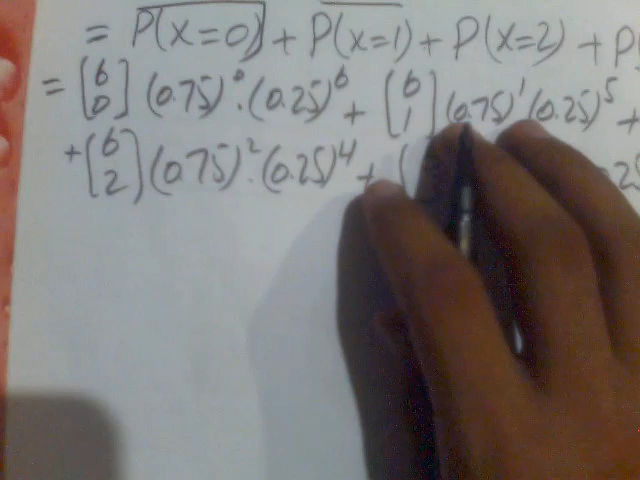 = P(x=0) + P(x=1) + P(x=2) + P
= [6 0] (0.75)⁰.(0.25)⁶ + [6 1] (0.75)¹(0.25)⁵ +
+ [6 2] (0.75)².(0.25)⁴ + (